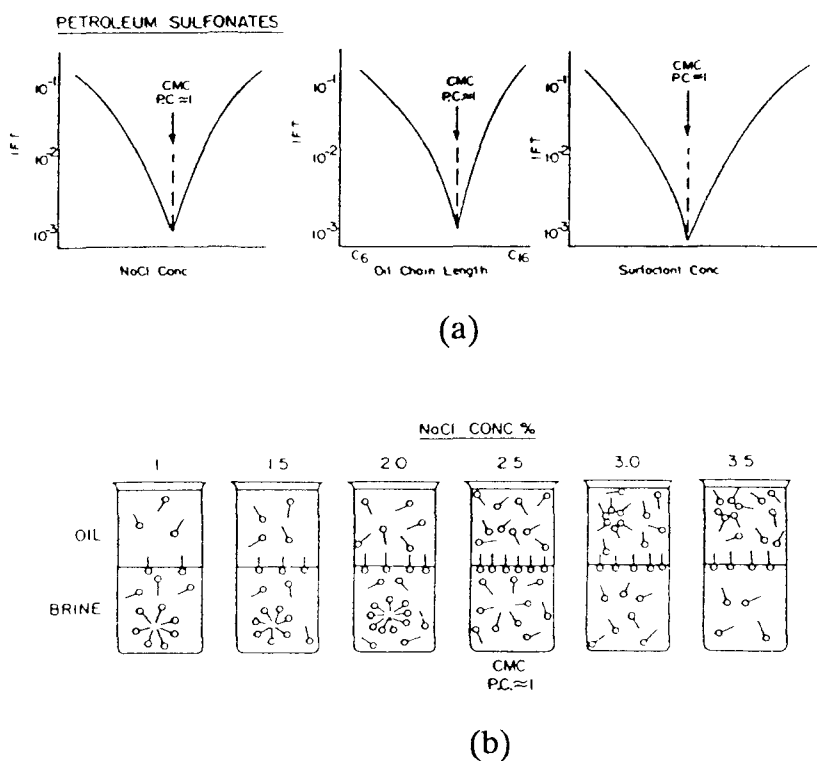 PETROLEUM SULFONATES
CMC
P.C ≈ 1
10⁻¹
10⁻²
10⁻³
IFT
NaCl Conc
CMC
P.C ≈ 1
10⁻¹
10⁻²
10⁻³
IFT
C₆
C₁₆
Oil Chain Length
CMC
P.C. ≈ 1
10⁻¹
10⁻²
10⁻³
IFT
Surfactant Conc
(a)
NaCl CONC %
1 1.5 2.0 2.5 3.0 3.5
OIL
BRINE
CMC
P.C. ≈ 1
(b)